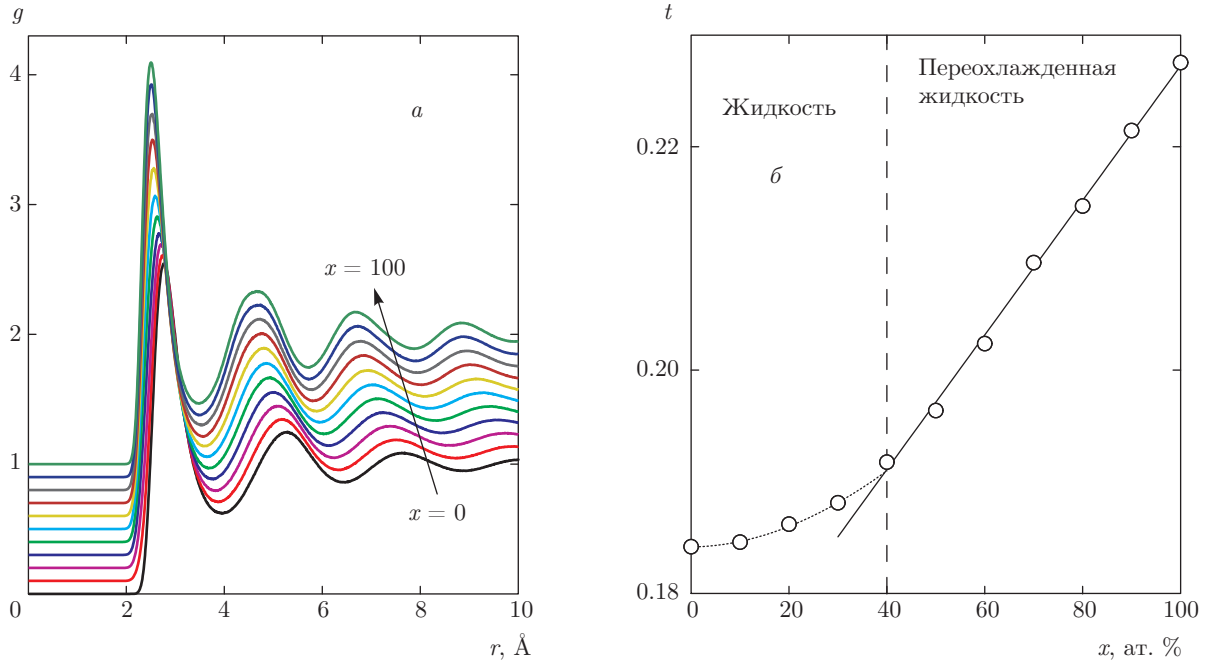 g
4
3
2
1
0
2
4
6
8
10
r, Å
а
x = 100
x = 0
t
0.22
0.20
0.18
0
20
40
60
80
100
x, ат. %
Жидкость
Переохлажденная
жидкость
б